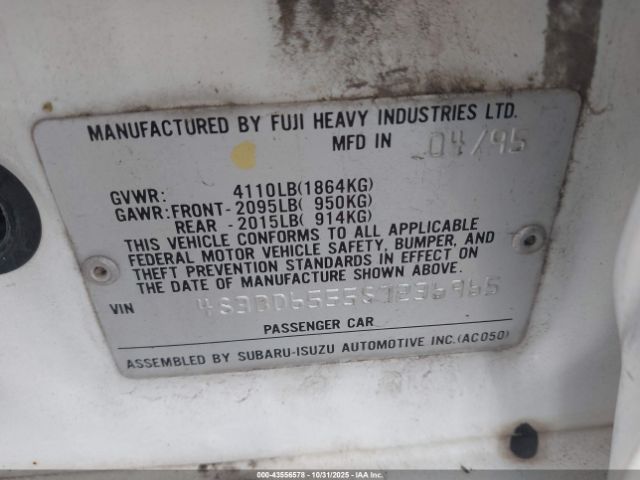 MANUFACTURED BY FUJI HEAVY INDUSTRIES LTD.
MFD IN 04/95
GVWR: 4110LB(1864KG)
GAWR:FRONT-2095LB( 950KG)
REAR -2015LB( 914KG)
THIS VEHICLE CONFORMS TO ALL APPLICABLE
FEDERAL MOTOR VEHICLE SAFETY, BUMPER, AND
THEFT PREVENTION STANDARDS IN EFFECT ON
THE DATE OF MANUFACTURE SHOWN ABOVE.
VIN 4S3BD6555S7236965
PASSENGER CAR
ASSEMBLED BY SUBARU-ISUZU AUTOMOTIVE INC.(AC050)
000-43556578 - 10/31/2025 - IAA Inc.